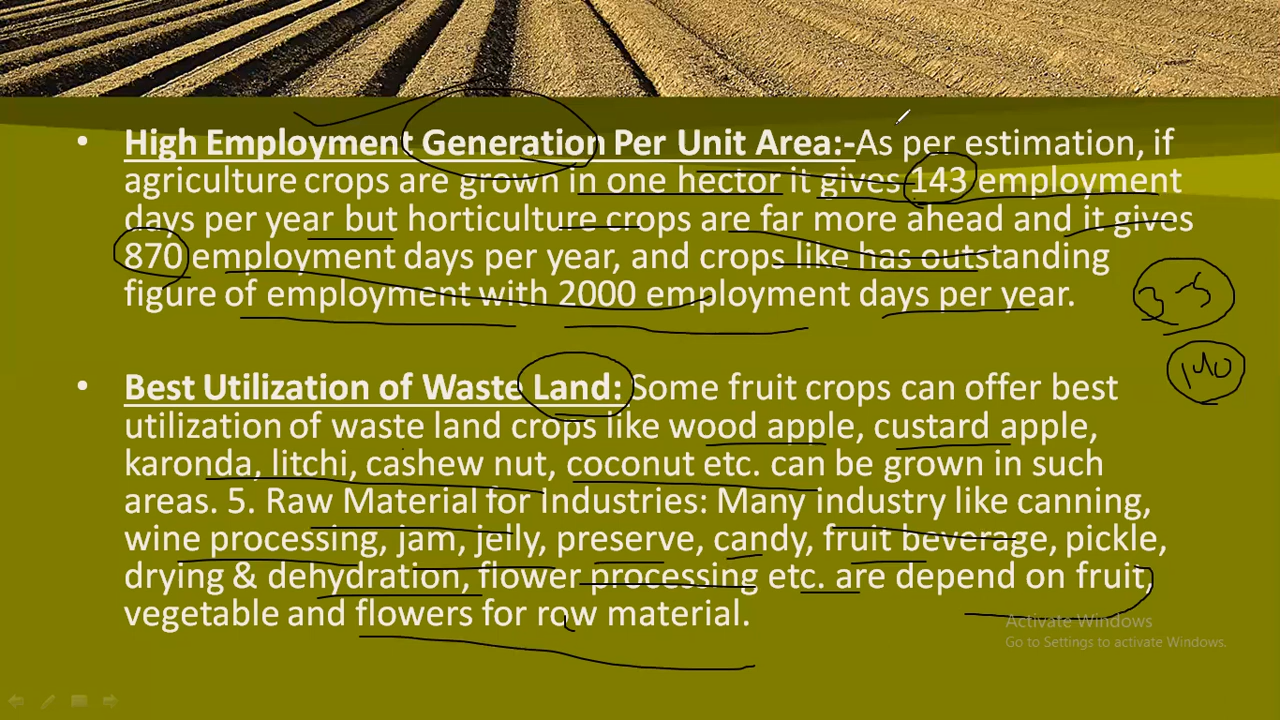 • High Employment Generation Per Unit Area:-As per estimation, if
agriculture crops are grown in one hector it gives 143 employment
days per year but horticulture crops are far more ahead and it gives
870 employment days per year, and crops like has outstanding
figure of employment with 2000 employment days per year.
• Best Utilization of Waste Land: Some fruit crops can offer best
utilization of waste land crops like wood apple, custard apple,
karonda, litchi, cashew nut, coconut etc. can be grown in such
areas. 5. Raw Material for Industries: Many industry like canning,
wine processing, jam, jelly, preserve, candy, fruit beverage, pickle,
drying & dehydration, flower processing etc. are depend on fruit,
vegetable and flowers for row material.
Activate Windows
Go to Settings to activate Windows.